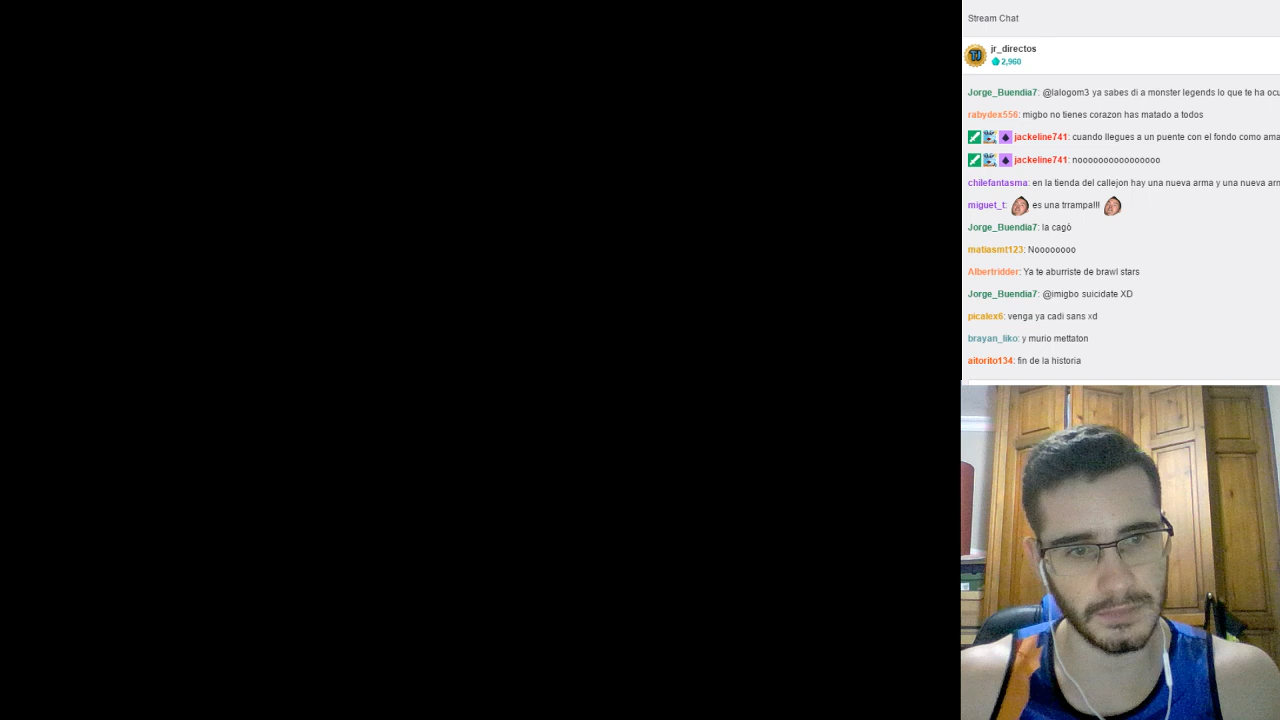 Stream Chat
jr_directos
2,960
Jorge_Buendia7: @lalogom3 ya sabes di a monster legends lo que te ha ocu
rabydex556: migbo no tienes corazon has matado a todos
jackeline741: cuando llegues a un puente con el fondo como ama
jackeline741: noooooooooooooooo
chilefantasma: en la tienda del callejon hay una nueva arma y una nueva arm
miguet_t: es una trrampa!!!
Jorge_Buendia7: la cagò
matiasmt123: Noooooooo
Albertridder: Ya te aburriste de brawl stars
Jorge_Buendia7: @imigbo suicidate XD
picalex6: venga ya cadi sans xd
brayan_liko: y murio mettaton
aitorito134: fin de la historia